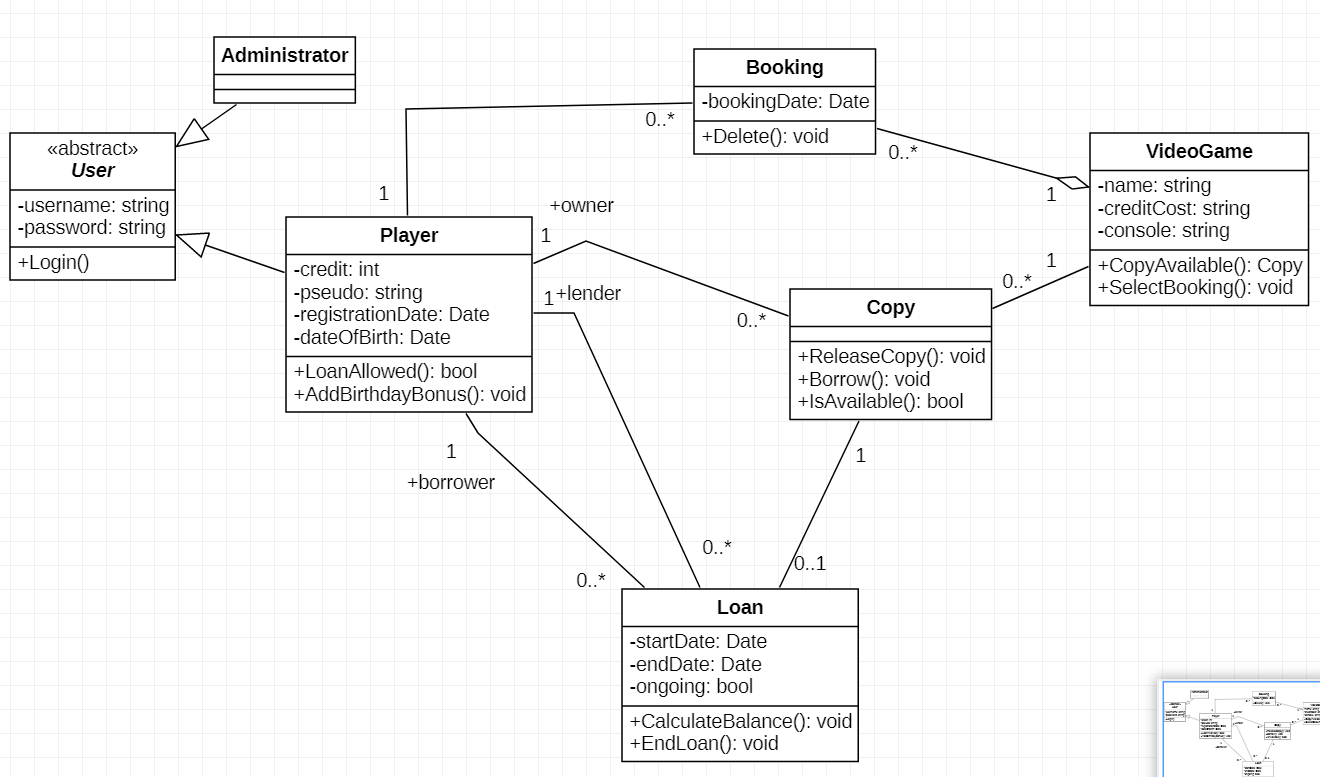 Administrator
«abstract»
User
-username: string
-password: string
+Login()
Booking
-bookingDate: Date
+Delete(): void
VideoGame
-name: string
-creditCost: string
-console: string
+CopyAvailable(): Copy
+SelectBooking(): void
Player
-credit: int
-pseudo: string
-registrationDate: Date
-dateOfBirth: Date
+LoanAllowed(): bool
+AddBirthdayBonus(): void
Copy
+ReleaseCopy(): void
+Borrow(): void
+IsAvailable(): bool
Loan
-startDate: Date
-endDate: Date
-ongoing: bool
+CalculateBalance(): void
+EndLoan(): void
0..*
1
0..*
1
+owner
1
0..*
1
0..*
1
+lender
0..*
1
+borrower
0..*
1
0..1